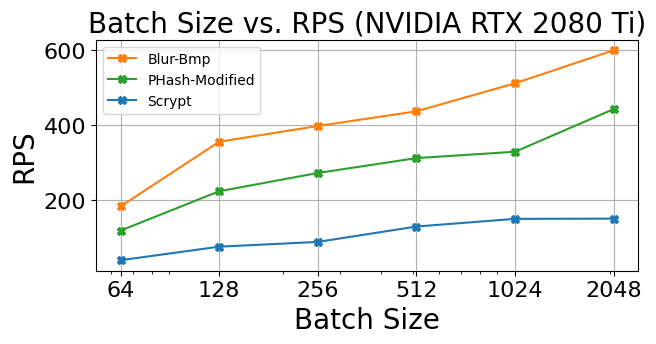 Batch Size vs. RPS (NVIDIA RTX 2080 Ti)
Blur-Bmp
PHash-Modified
Scrypt
RPS
600
400
200
64 128 256 512 1024 2048
Batch Size